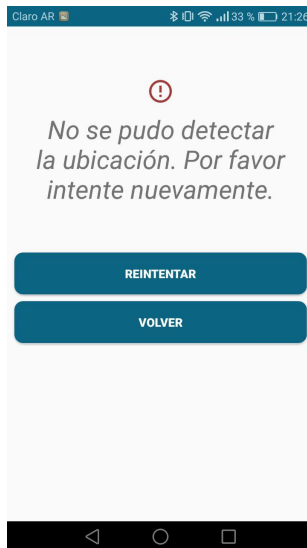 Claro AR 33 % 21:26
No se pudo detectar
la ubicación. Por favor
intente nuevamente.
REINTENTAR
VOLVER